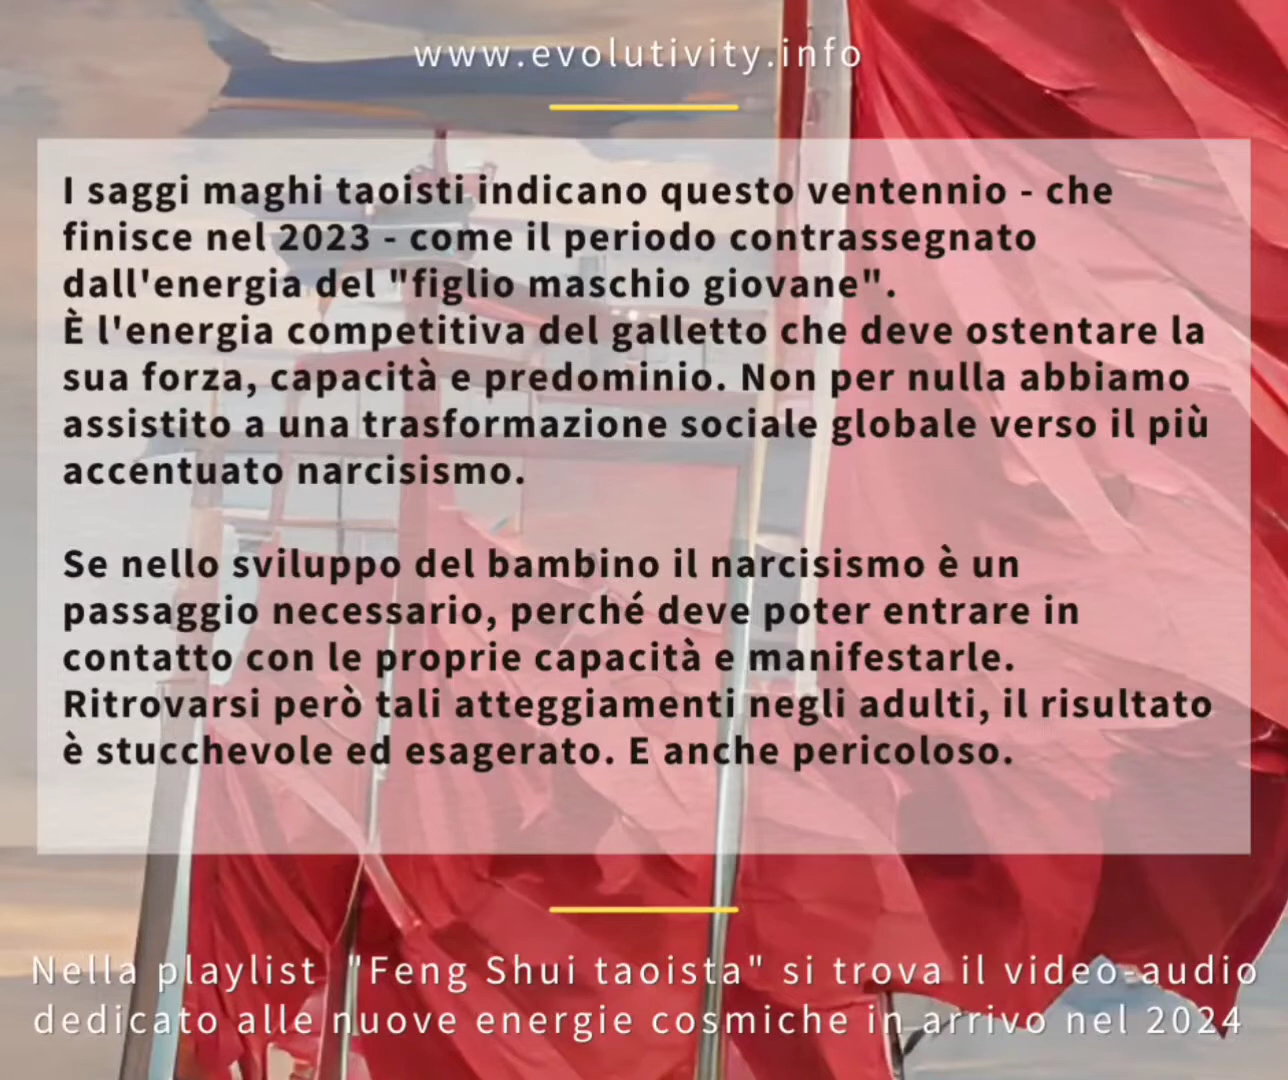 www.evolutivity.info
I saggi maghi taoisti indicano questo ventennio - che
finisce nel 2023 - come il periodo contrassegnato
dall'energia del "figlio maschio giovane".
È l'energia competitiva del galletto che deve ostentare la
sua forza, capacità e predominio. Non per nulla abbiamo
assistito a una trasformazione sociale globale verso il più
accentuato narcisismo.
Se nello sviluppo del bambino il narcisismo è un
passaggio necessario, perché deve poter entrare in
contatto con le proprie capacità e manifestarle.
Ritrovarsi però tali atteggiamenti negli adulti, il risultato
è stucchevole ed esagerato. E anche pericoloso.
Nella playlist "Feng Shui taoista" si trova il video-audio
dedicato alle nuove energie cosmiche in arrivo nel 2024